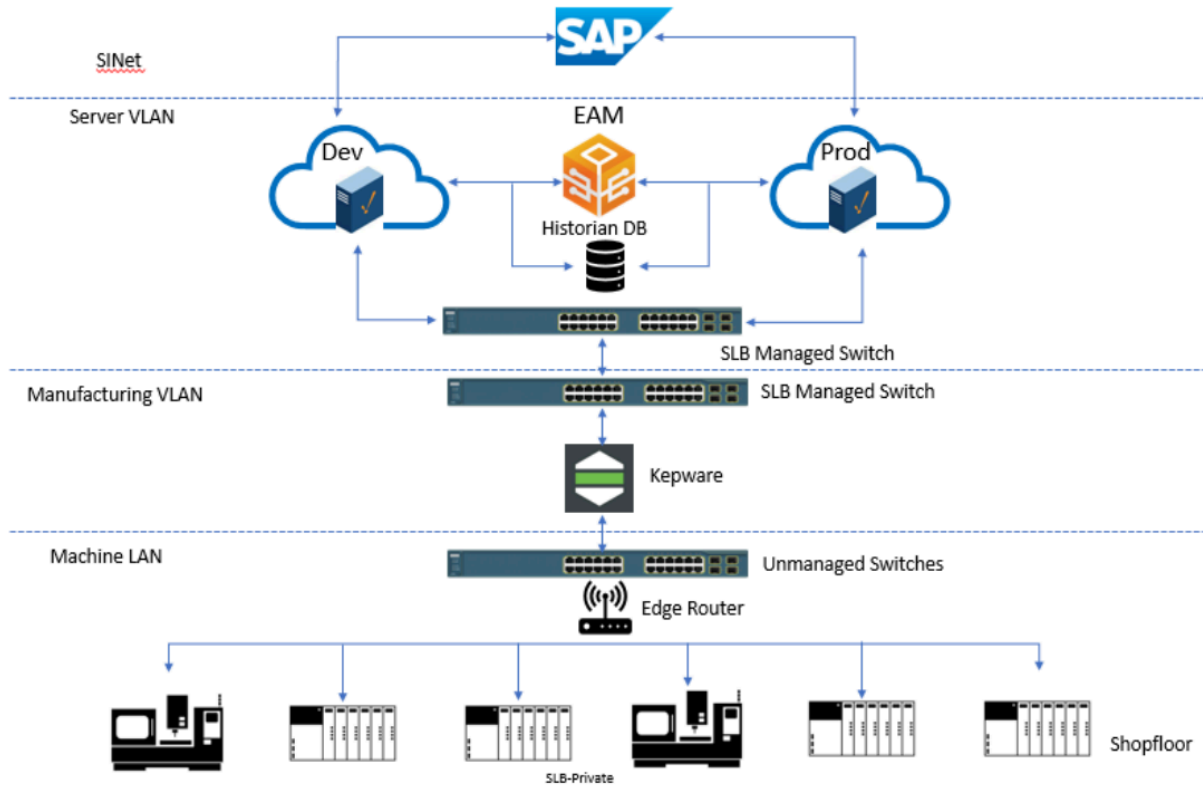 SAP
SINet
Server VLAN
EAM
Dev
Prod
Historian DB
SLB Managed Switch
Manufacturing VLAN
SLB Managed Switch
Kepware
Machine LAN
Unmanaged Switches
Edge Router
Shopfloor
SLB-Private